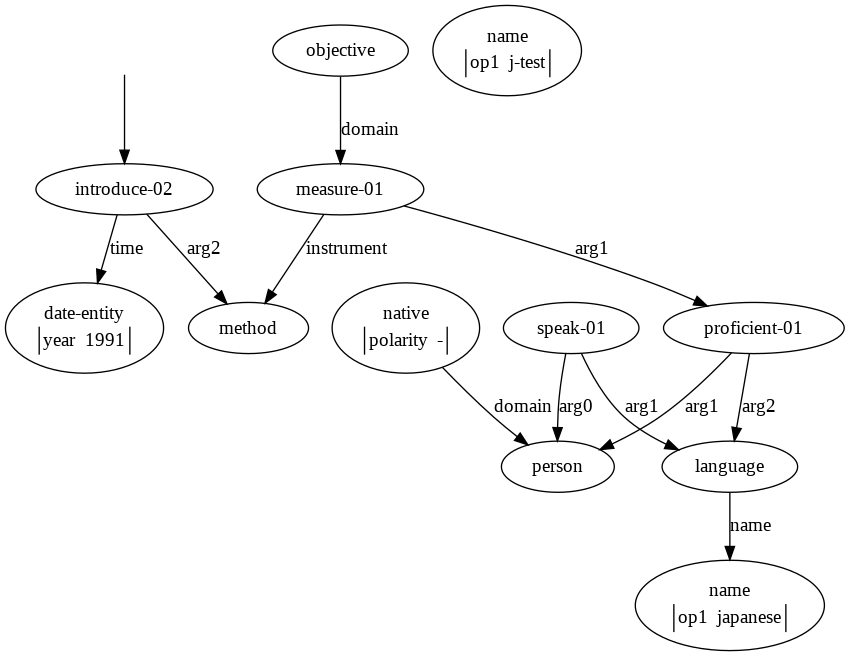 objective
name
op1 j-test
domain
introduce-02
measure-01
time
arg2
instrument
arg1
date-entity
year 1991
method
native
polarity -
speak-01
proficient-01
domain
arg0
arg1
arg1
arg2
person
language
name
name
op1 japanese